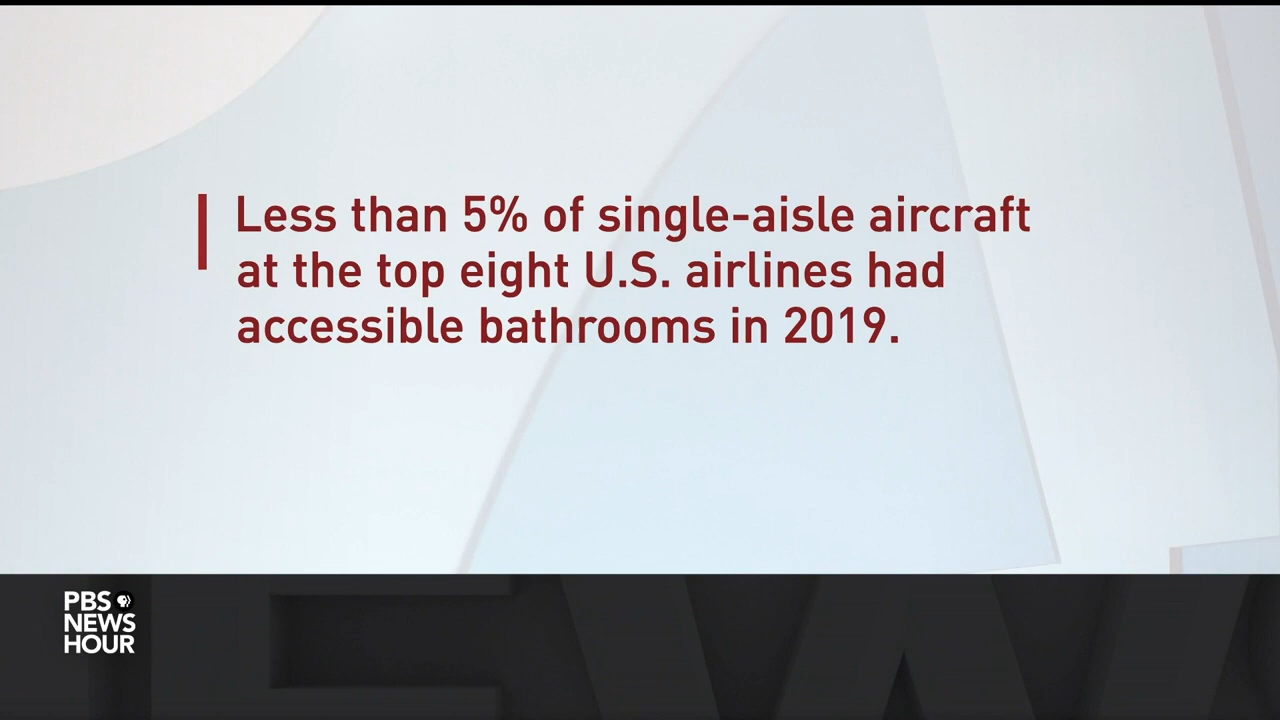 Less than 5% of single-aisle aircraft
at the top eight U.S. airlines had
accessible bathrooms in 2019.
PBS
NEWS
HOUR